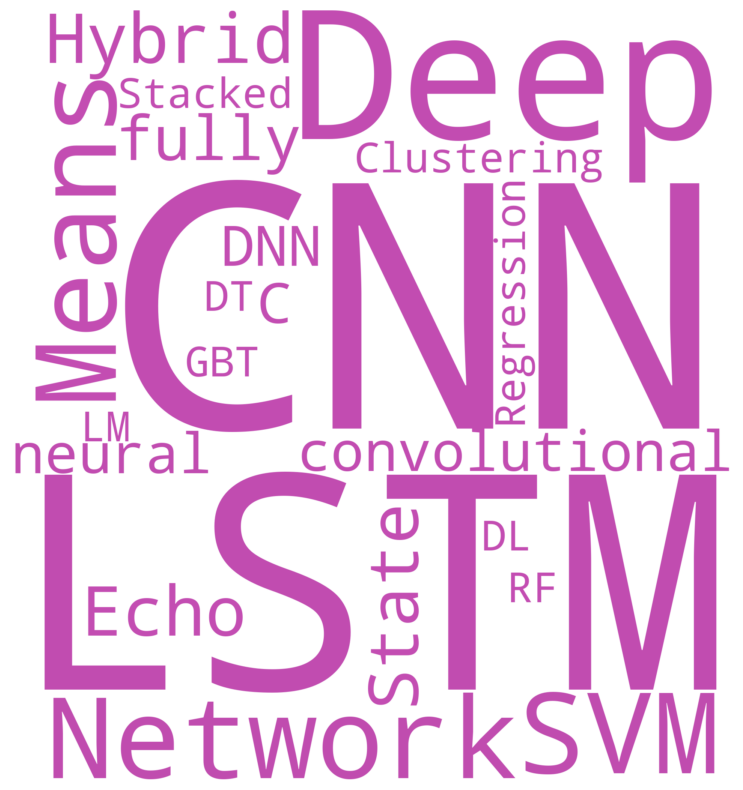 Hybrid
Deep
Stacked
fully
Means
Clustering
CNN
DNN
Regression
DT
C
GBT
LM
neural
convolutional
LSTM
State
DL
RF
Echo
Network
SVM